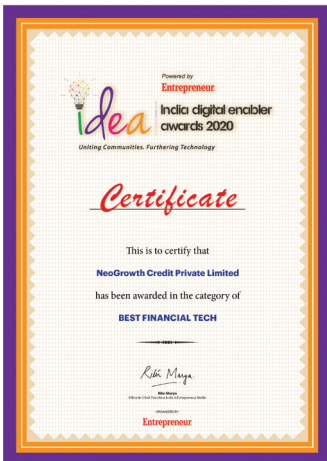 Powered by
Entrepreneur
idea
India digital enabler
awards 2020
Uniting Communities. Furthering Technology
Certificate
This is to certify that
NeoGrowth Credit Private Limited
has been awarded in the category of
BEST FINANCIAL TECH
Ritu Marya
Ritu Marya
ORGANISED BY
Entrepreneur